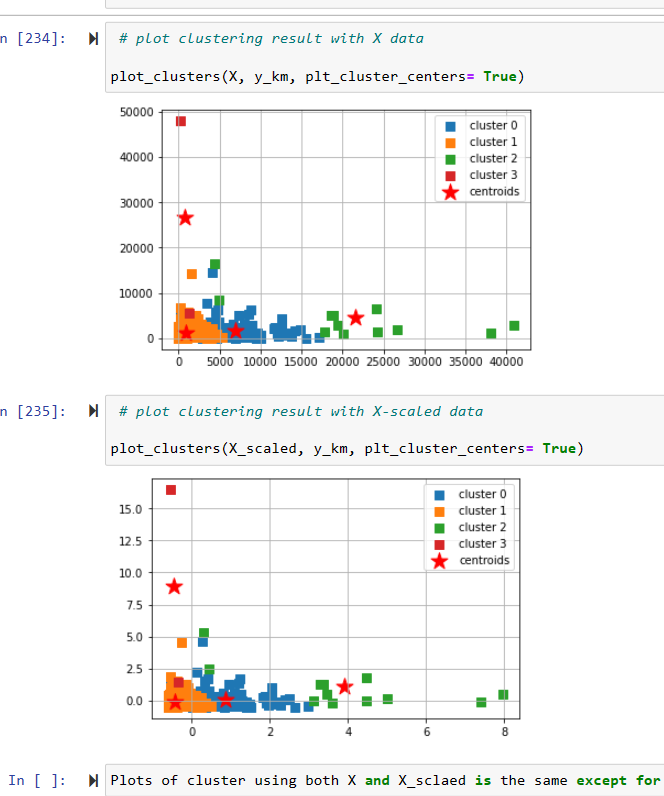 n [234]:
# plot clustering result with X data
plot_clusters(X, y_km, plt_cluster_centers= True)
50000
40000
30000
20000
10000
0
cluster 0
cluster 1
cluster 2
cluster 3
centroids
0 5000 10000 15000 20000 25000 30000 35000 40000
n [235]:
# plot clustering result with X-scaled data
plot_clusters(X_scaled, y_km, plt_cluster_centers= True)
15.0
12.5
10.0
7.5
5.0
2.5
0.0
cluster 0
cluster 1
cluster 2
cluster 3
centroids
0 2 4 6 8
In [ ]:
Plots of cluster using both X and X_sclaed is the same except for